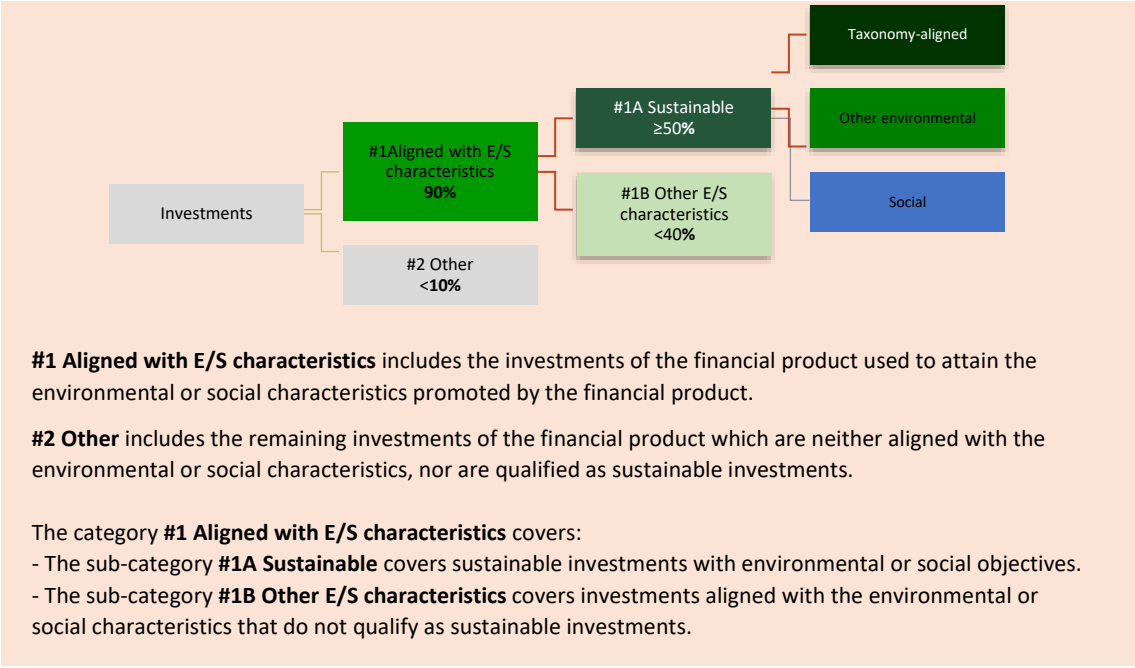 Taxonomy-aligned
#1A Sustainable
≥50%
Other environmental
#1Aligned with E/S
characteristics
90%
#1B Other E/S
characteristics
<40%
Investments
Social
#2 Other
<10%
#1 Aligned with E/S characteristics includes the investments of the financial product used to attain the
environmental or social characteristics promoted by the financial product.
#2 Other includes the remaining investments of the financial product which are neither aligned with the
environmental or social characteristics, nor are qualified as sustainable investments.
The category #1 Aligned with E/S characteristics covers:
- The sub-category #1A Sustainable covers sustainable investments with environmental or social objectives.
- The sub-category #1B Other E/S characteristics covers investments aligned with the environmental or
social characteristics that do not qualify as sustainable investments.